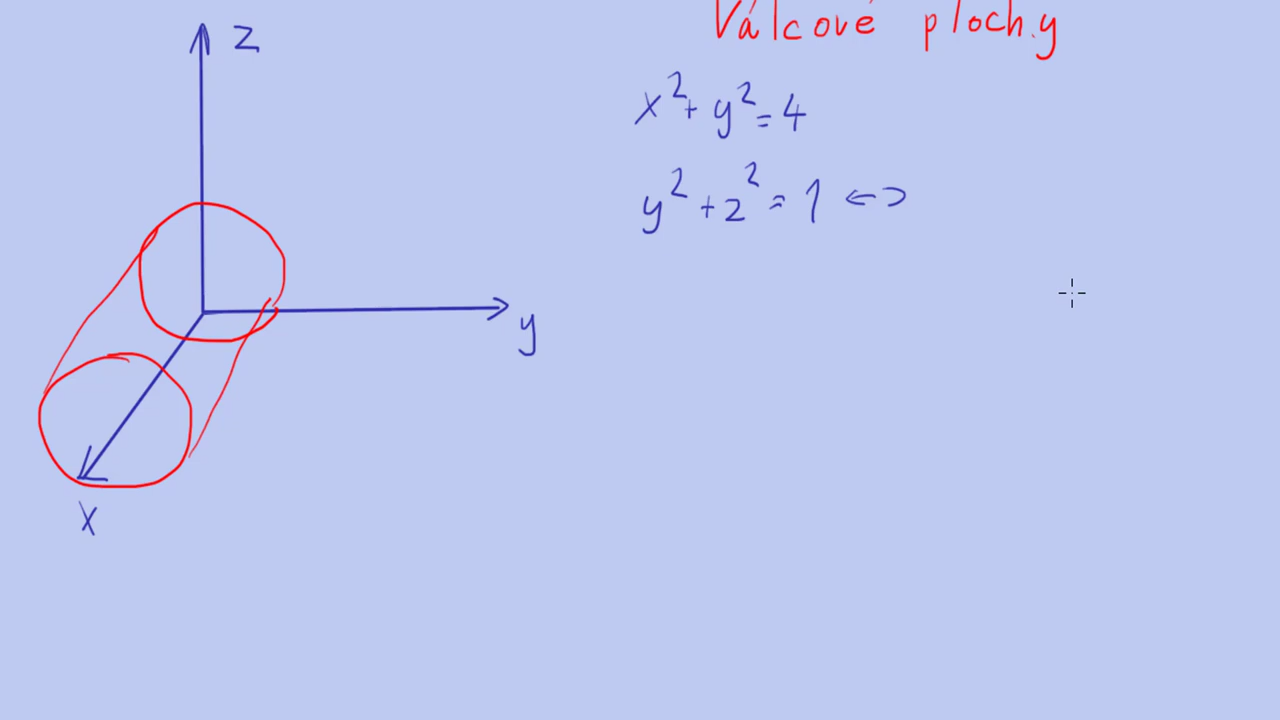 Válcové plochy
z
x²+ y² = 4
y² + z² = 1 ↔
y
x